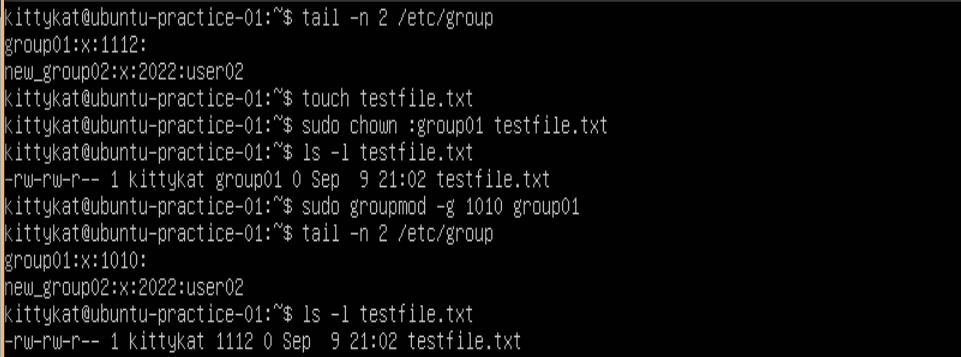 kittykat@ubuntu-practice-01:~$ tail -n 2 /etc/group
group01:x:1112:
new_group02:x:2022:user02
kittykat@ubuntu-practice-01:~$ touch testfile.txt
kittykat@ubuntu-practice-01:~$ sudo chown :group01 testfile.txt
kittykat@ubuntu-practice-01:~$ ls -l testfile.txt
-rw-rw-r-- 1 kittykat group01 0 Sep  9 21:02 testfile.txt
kittykat@ubuntu-practice-01:~$ sudo groupmod -g 1010 group01
kittykat@ubuntu-practice-01:~$ tail -n 2 /etc/group
group01:x:1010:
new_group02:x:2022:user02
kittykat@ubuntu-practice-01:~$ ls -l testfile.txt
-rw-rw-r-- 1 kittykat 1112 0 Sep  9 21:02 testfile.txt